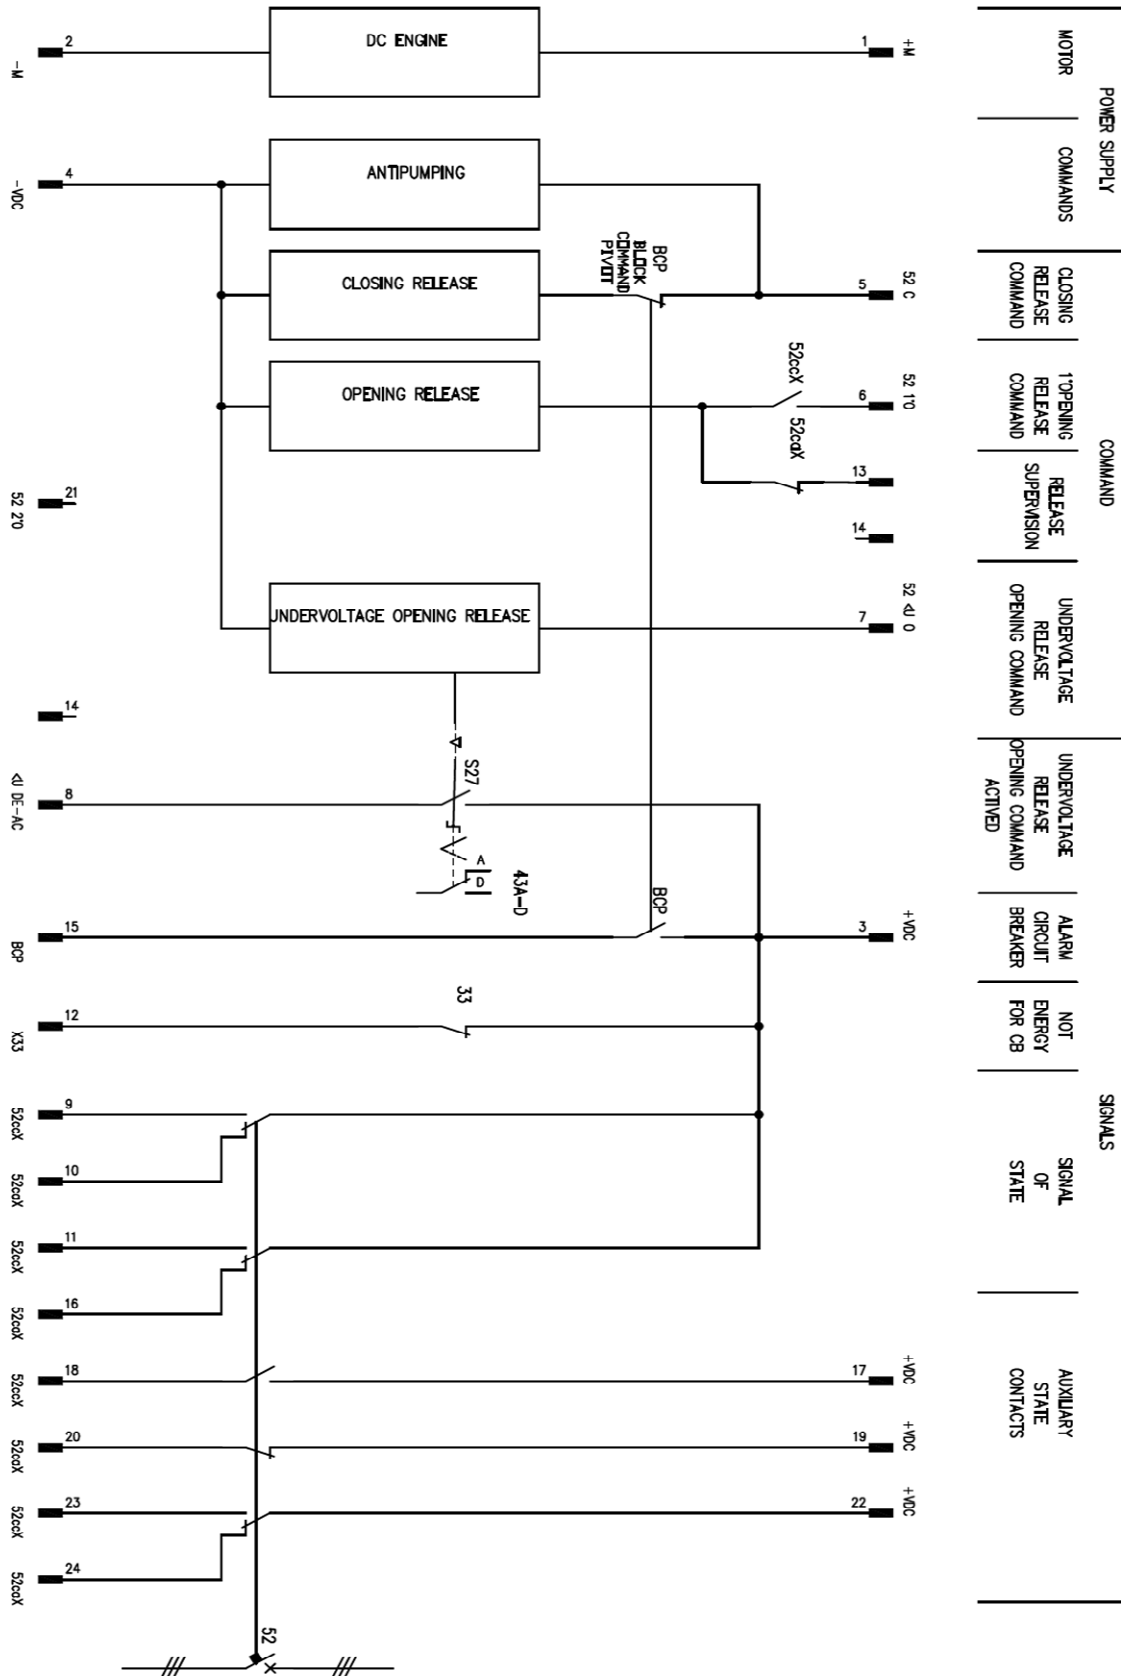 POWER SUPPLY
MOTOR
COMMANDS
COMMAND
CLOSING
RELEASE
COMMAND
1°OPENING
RELEASE
COMMAND
RELEASE
SUPERVISION
UNDERVOLTAGE
RELEASE
OPENING COMMAND
SIGNALS
UNDERVOLTAGE
RELEASE
OPENING COMMAND
ACTIVED
ALARM
CIRCUIT
BREAKER
NOT
ENERGY
FOR CB
SIGNAL
OF
STATE
AUXILIARY
STATE
CONTACTS
2
-M
DC ENGINE
1
+M
4
-VDC
ANTIPUMPING
CLOSING RELEASE
BCP
BLOCK
COMMAND
PIVOT
5
52 C
OPENING RELEASE
52ccX
6
52 1°O
52caX
13
21
52 2°O
14
UNDERVOLTAGE OPENING RELEASE
7
52 <U O
14
S27
8
<U DE-AC
A
D
43A-D
BCP
15
BCP
3
+VDC
33
12
X33
9
52ccX
10
52caX
11
52ccX
16
52caX
18
52ccX
17
+VDC
20
52caX
19
+VDC
23
52ccX
22
+VDC
24
52caX
52